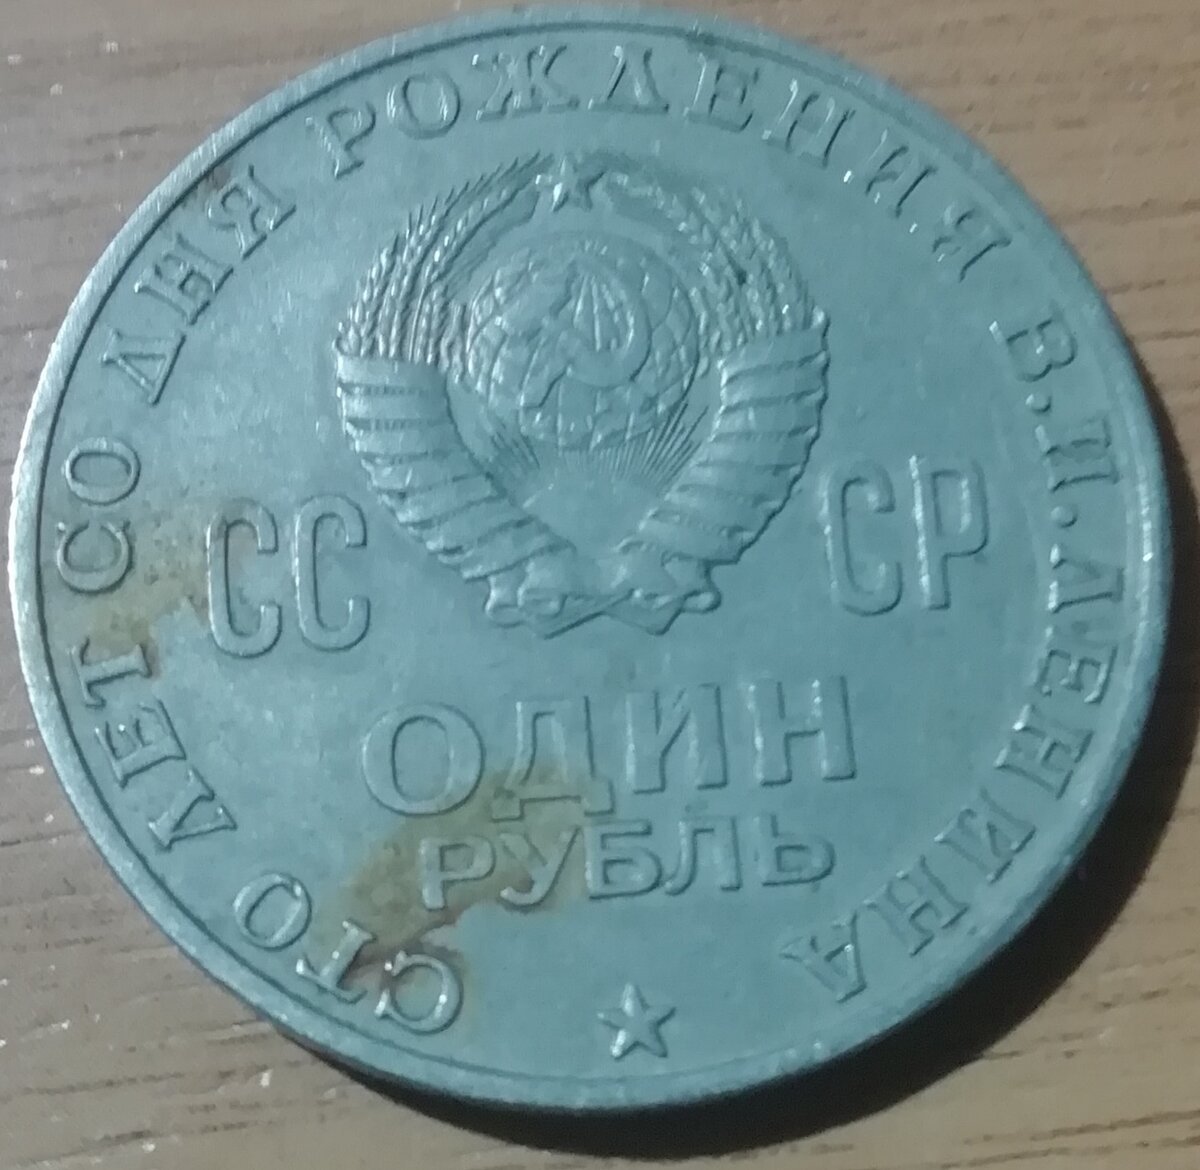 СТО ЛЕТ СО ДНЯ РОЖДЕНИЯ В.И.ЛЕНИНА
СС СР
ОДИН
РУБЛЬ